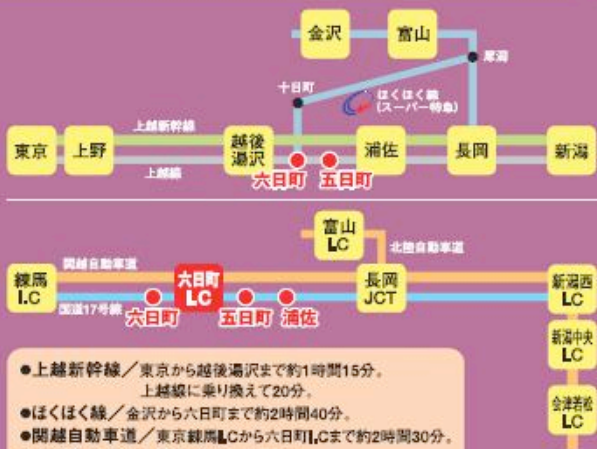 金沢
富山
犀潟
十日町
ほくほく線
(スーパー特急)
上越新幹線
東京
上野
越後
湯沢
浦佐
長岡
新潟
上越線
六日町
五日町
富山
I.C
北陸自動車道
関越自動車道
練馬
I.C
六日町
I.C
長岡
JCT
新潟西
I.C
国道17号線
六日町
五日町
浦佐
新潟中央
I.C
会津若松
I.C
●上越新幹線／東京から越後湯沢まで約1時間15分。
上越線に乗り換えて20分。
●ほくほく線／金沢から六日町まで約2時間40分。
●関越自動車道／東京練馬I.Cから六日町I.Cまで約2時間30分。